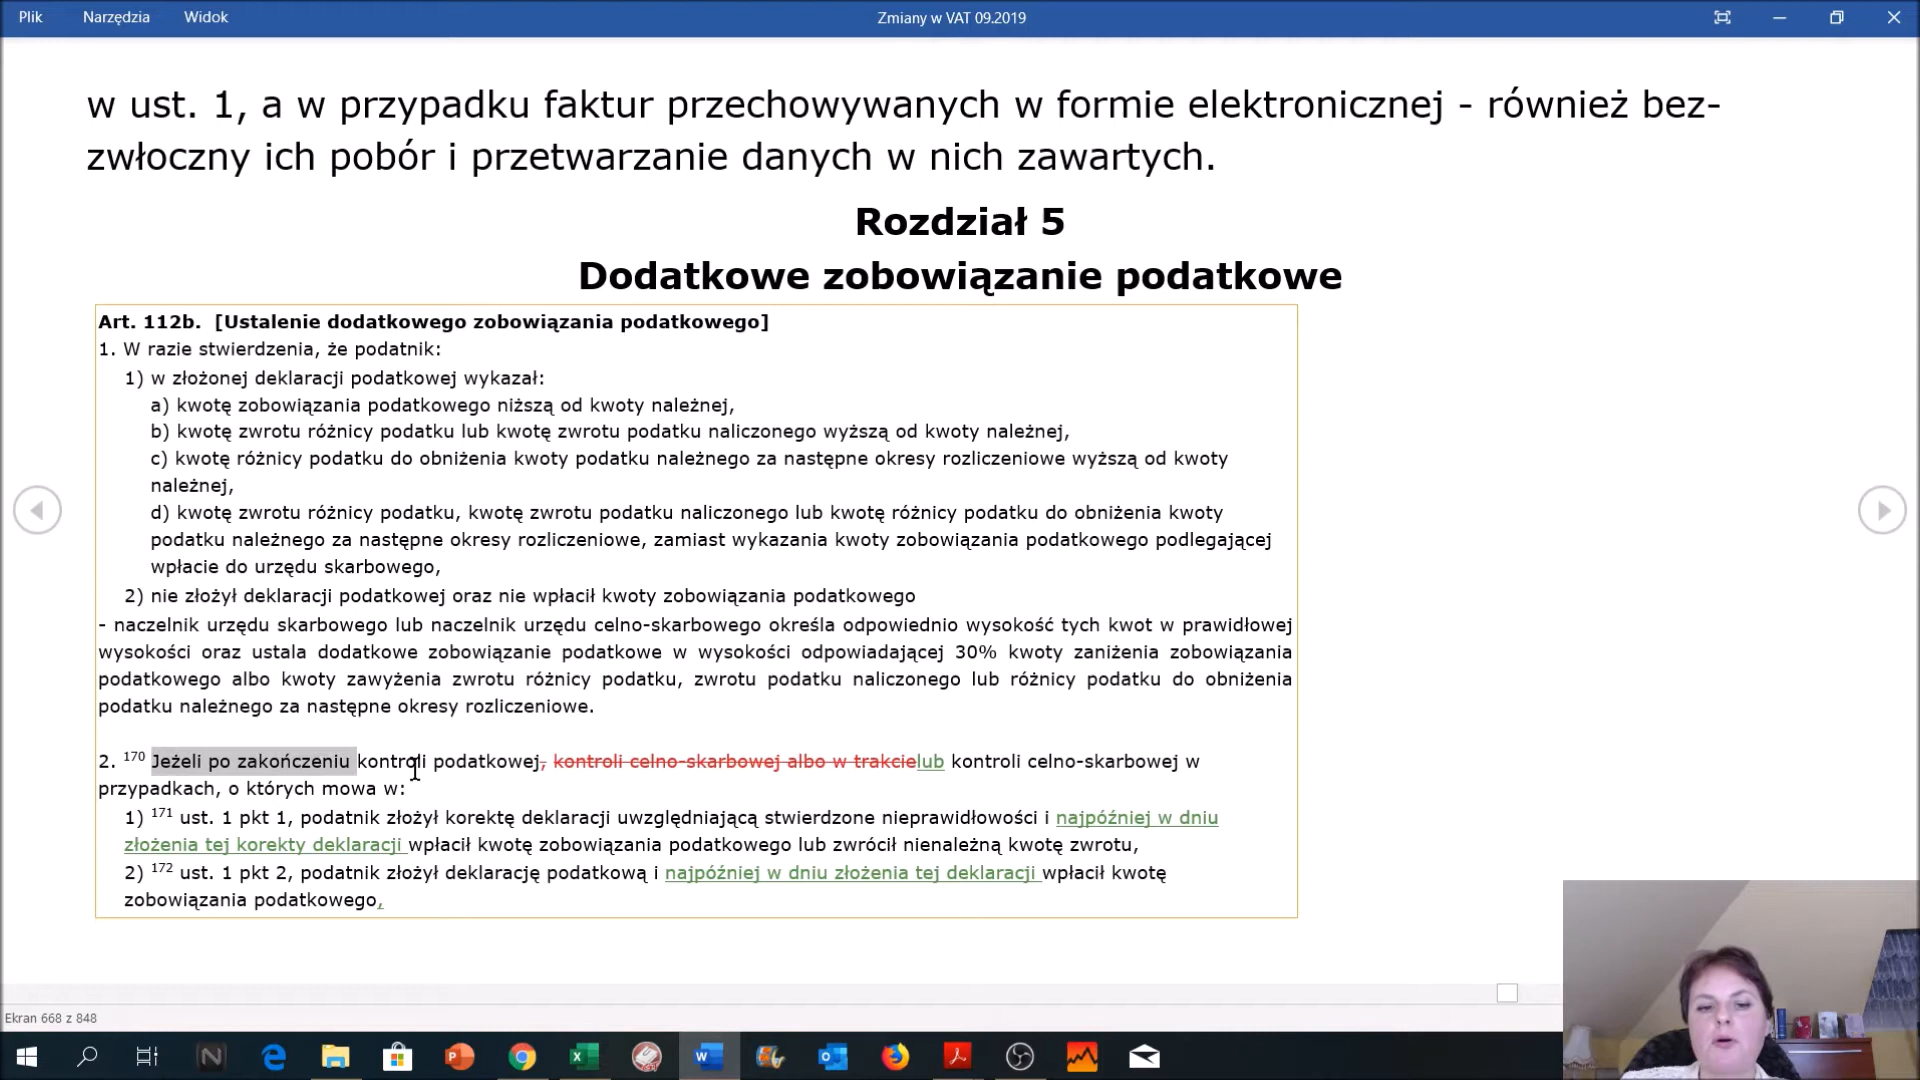 Plik Narzędzia Widok Zmiany w VAT 09.2019
w ust. 1, a w przypadku faktur przechowywanych w formie elektronicznej - również bez-
zwłoczny ich pobór i przetwarzanie danych w nich zawartych.
Rozdział 5
Dodatkowe zobowiązanie podatkowe
Art. 112b. [Ustalenie dodatkowego zobowiązania podatkowego]
1. W razie stwierdzenia, że podatnik:
1) w złożonej deklaracji podatkowej wykazał:
a) kwotę zobowiązania podatkowego niższą od kwoty należnej,
b) kwotę zwrotu różnicy podatku lub kwotę zwrotu podatku naliczonego wyższą od kwoty należnej,
c) kwotę różnicy podatku do obniżenia kwoty podatku należnego za następne okresy rozliczeniowe wyższą od kwoty
należnej,
d) kwotę zwrotu różnicy podatku, kwotę zwrotu podatku naliczonego lub kwotę różnicy podatku do obniżenia kwoty
podatku należnego za następne okresy rozliczeniowe, zamiast wykazania kwoty zobowiązania podatkowego podlegającej
wpłacie do urzędu skarbowego,
2) nie złożył deklaracji podatkowej oraz nie wpłacił kwoty zobowiązania podatkowego
- naczelnik urzędu skarbowego lub naczelnik urzędu celno-skarbowego określa odpowiednio wysokość tych kwot w prawidłowej
wysokości oraz ustala dodatkowe zobowiązanie podatkowe w wysokości odpowiadającej 30% kwoty zaniżenia zobowiązania
podatkowego albo kwoty zawyżenia zwrotu różnicy podatku, zwrotu podatku naliczonego lub różnicy podatku do obniżenia
podatku należnego za następne okresy rozliczeniowe.
2. 170 Jeżeli po zakończeniu kontroli podatkowej, kontroli celno-skarbowej albo w trakcielub kontroli celno-skarbowej w
przypadkach, o których mowa w:
1) 171 ust. 1 pkt 1, podatnik złożył korektę deklaracji uwzględniającą stwierdzone nieprawidłowości i najpóźniej w dniu
złożenia tej korekty deklaracji wpłacił kwotę zobowiązania podatkowego lub zwrócił nienależną kwotę zwrotu,
2) 172 ust. 1 pkt 2, podatnik złożył deklarację podatkową i najpóźniej w dniu złożenia tej deklaracji wpłacił kwotę
zobowiązania podatkowego,
Ekran 668 z 848